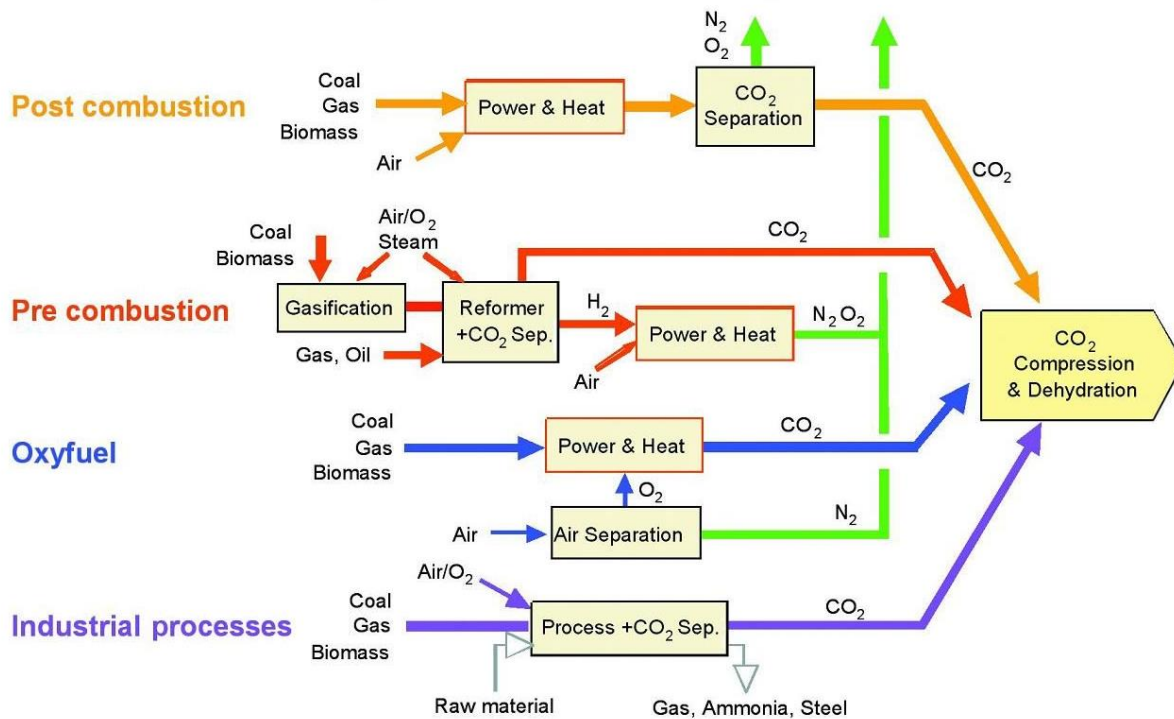 N₂
O₂
Post combustion
Coal
Gas
Biomass
Air
Power & Heat
CO₂
Separation
CO₂
Pre combustion
Coal
Biomass
Air/O₂
Steam
Gasification
Gas, Oil
Reformer
+CO₂ Sep.
H₂
Air
Power & Heat
N₂ O₂
CO₂
CO₂
Compression
& Dehydration
Oxyfuel
Coal
Gas
Biomass
Power & Heat
CO₂
O₂
Air
Air Separation
N₂
Industrial processes
Air/O₂
Coal
Gas
Biomass
Process +CO₂ Sep.
CO₂
Raw material
Gas, Ammonia, Steel